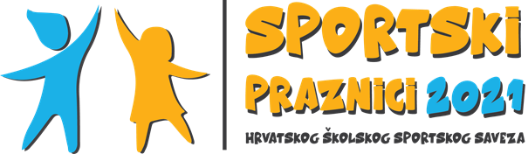 SPORTSKI
PRAZNICI 2021
HRVATSKOG ŠKOLSKOG SPORTSKOG SAVEZA